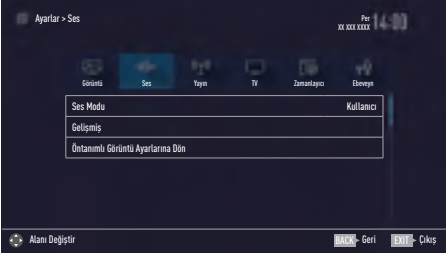 Ayarlar > Ses
Per
XX XXX XXXX
14:00
Görüntü Ses Yayın TV Zamanlayıcı Ebeveyn
Ses Modu Kullanıcı
Gelişmiş
Öntanımlı Görüntü Ayarlarına Dön
Alanı Değiştir BACK Geri EXIT Çıkış